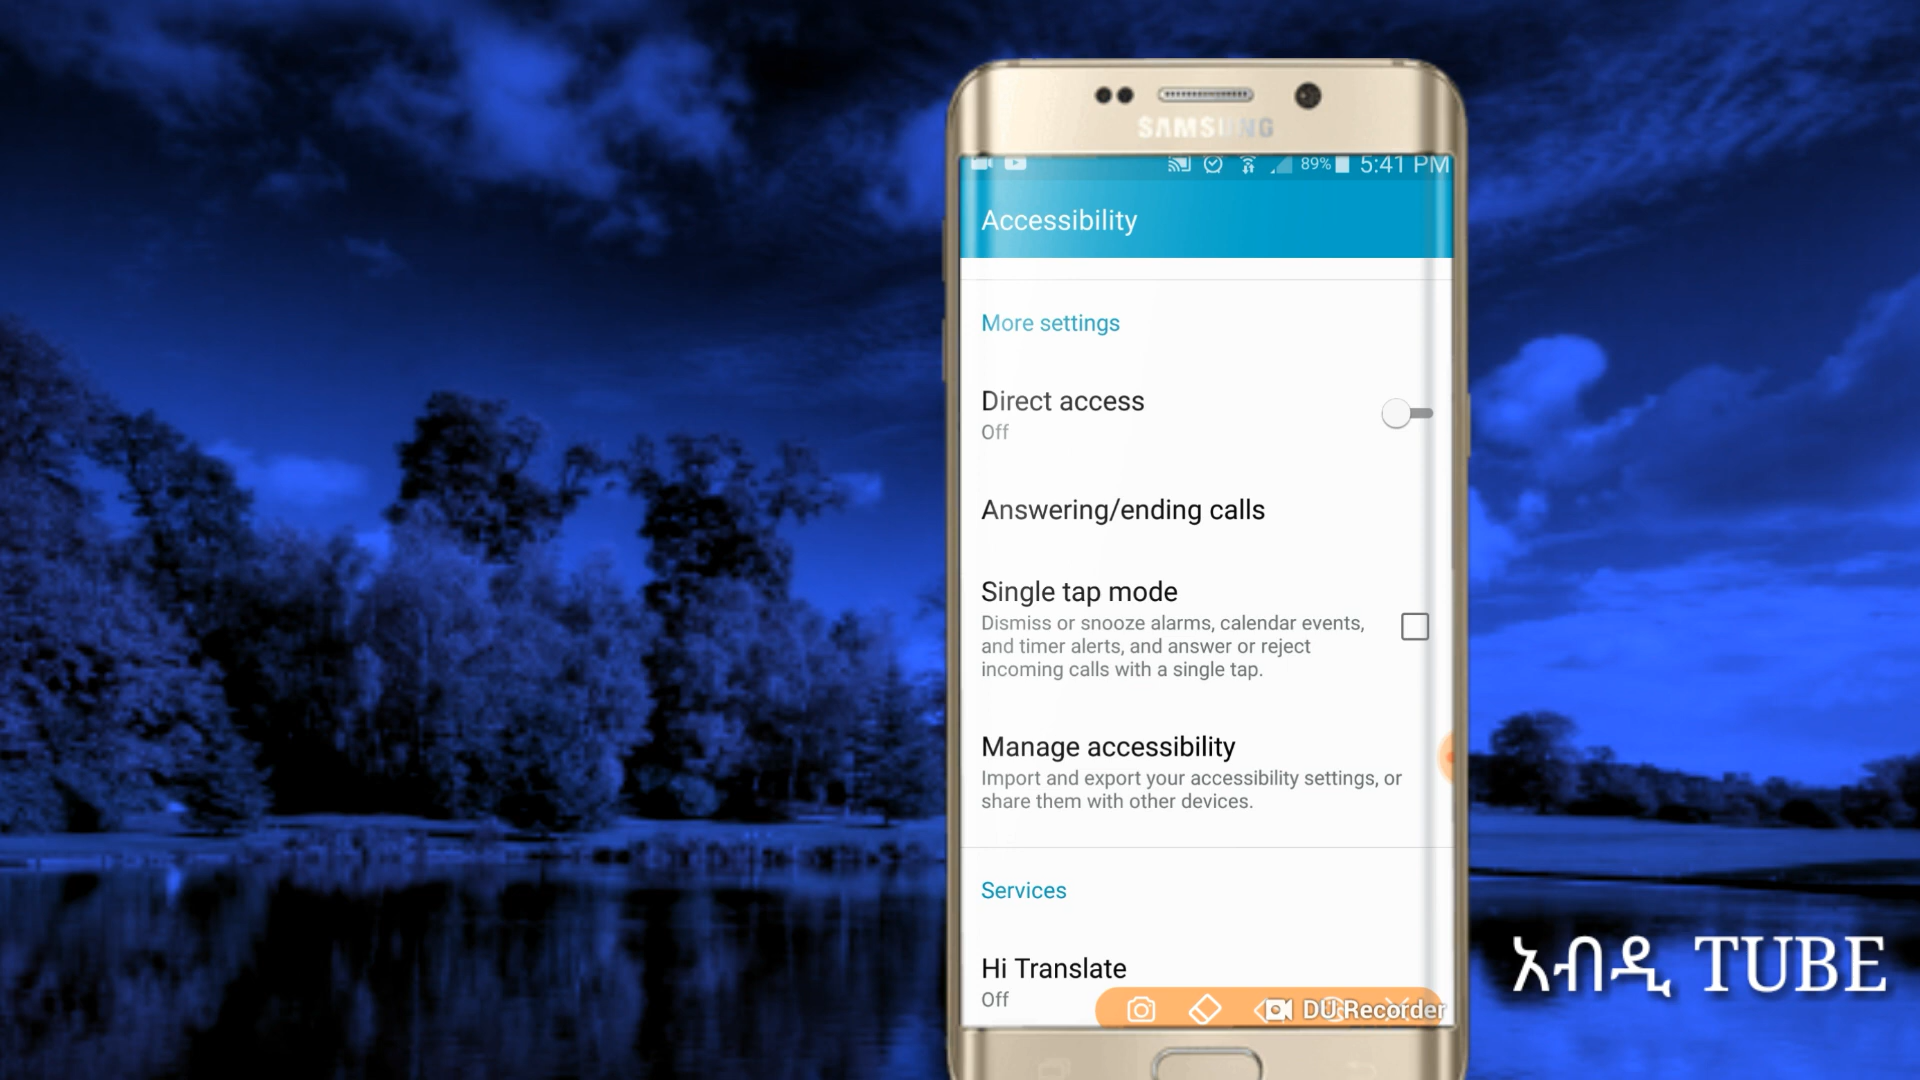 SAMSUNG
89% 5:41 PM
Accessibility
More settings
Direct access
Off
Answering/ending calls
Single tap mode
Dismiss or snooze alarms, calendar events,
and timer alerts, and answer or reject
incoming calls with a single tap.
Manage accessibility
Import and export your accessibility settings, or
share them with other devices.
Services
Hi Translate
Off
DU Recorder
አብዲ TUBE